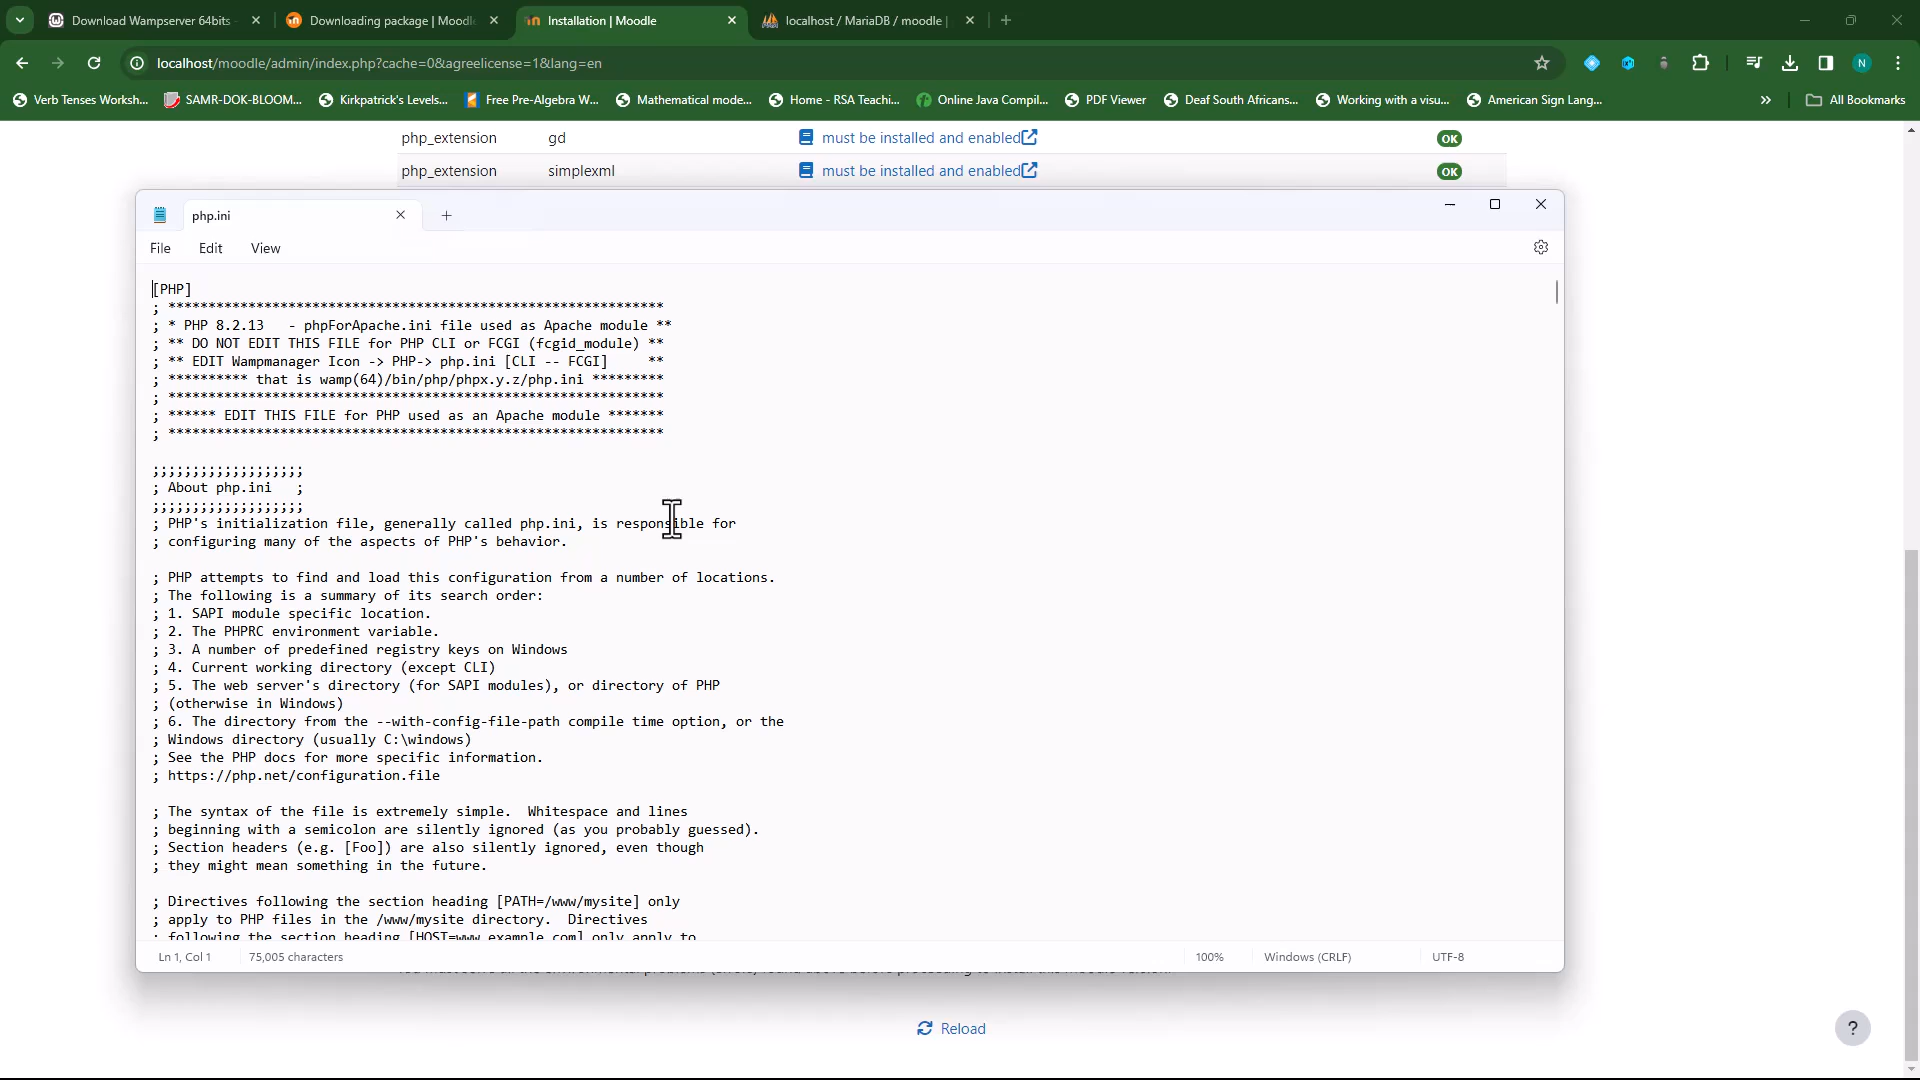 Download Wampserver 64bits
Downloading package | Moodle
Installation | Moodle
localhost / MariaDB / moodle |
localhost/moodle/admin/index.php?cache=0&agreelicense=1&lang=en
N
Verb Tenses Worksh...
SAMR-DOK-BLOOM...
Kirkpatrick's Levels...
Free Pre-Algebra W...
Mathematical mode...
Home - RSA Teachi...
Online Java Compil...
PDF Viewer
Deaf South Africans...
Working with a visu...
American Sign Lang...
»
All Bookmarks
php_extension gd must be installed and enabled OK
php_extension simplexml must be installed and enabled OK
php.ini
File Edit View
[PHP]
; **************************************************************
; * PHP 8.2.13   - phpForApache.ini file used as Apache module **
; ** DO NOT EDIT THIS FILE for PHP CLI or FCGI (fcgid_module) **
; ** EDIT Wampmanager Icon -> PHP-> php.ini [CLI -- FCGI]     **
; ********** that is wamp(64)/bin/php/phpx.y.z/php.ini *********
; **************************************************************
; ****** EDIT THIS FILE for PHP used as an Apache module *******
; **************************************************************
;;;;;;;;;;;;;;;;;;;
; About php.ini   ;
;;;;;;;;;;;;;;;;;;;
; PHP's initialization file, generally called php.ini, is responsible for
; configuring many of the aspects of PHP's behavior.
; PHP attempts to find and load this configuration from a number of locations.
; The following is a summary of its search order:
; 1. SAPI module specific location.
; 2. The PHPRC environment variable.
; 3. A number of predefined registry keys on Windows
; 4. Current working directory (except CLI)
; 5. The web server's directory (for SAPI modules), or directory of PHP
; (otherwise in Windows)
; 6. The directory from the --with-config-file-path compile time option, or the
; Windows directory (usually C:\windows)
; See the PHP docs for more specific information.
; https://php.net/configuration.file
; The syntax of the file is extremely simple.  Whitespace and lines
; beginning with a semicolon are silently ignored (as you probably guessed).
; Section headers (e.g. [Foo]) are also silently ignored, even though
; they might mean something in the future.
; Directives following the section heading [PATH=/www/mysite] only
; apply to PHP files in the /www/mysite directory.  Directives
; following the section heading [HOST=www.example.com] only apply to
Ln 1, Col 1 75,005 characters 100% Windows (CRLF) UTF-8
Reload
?